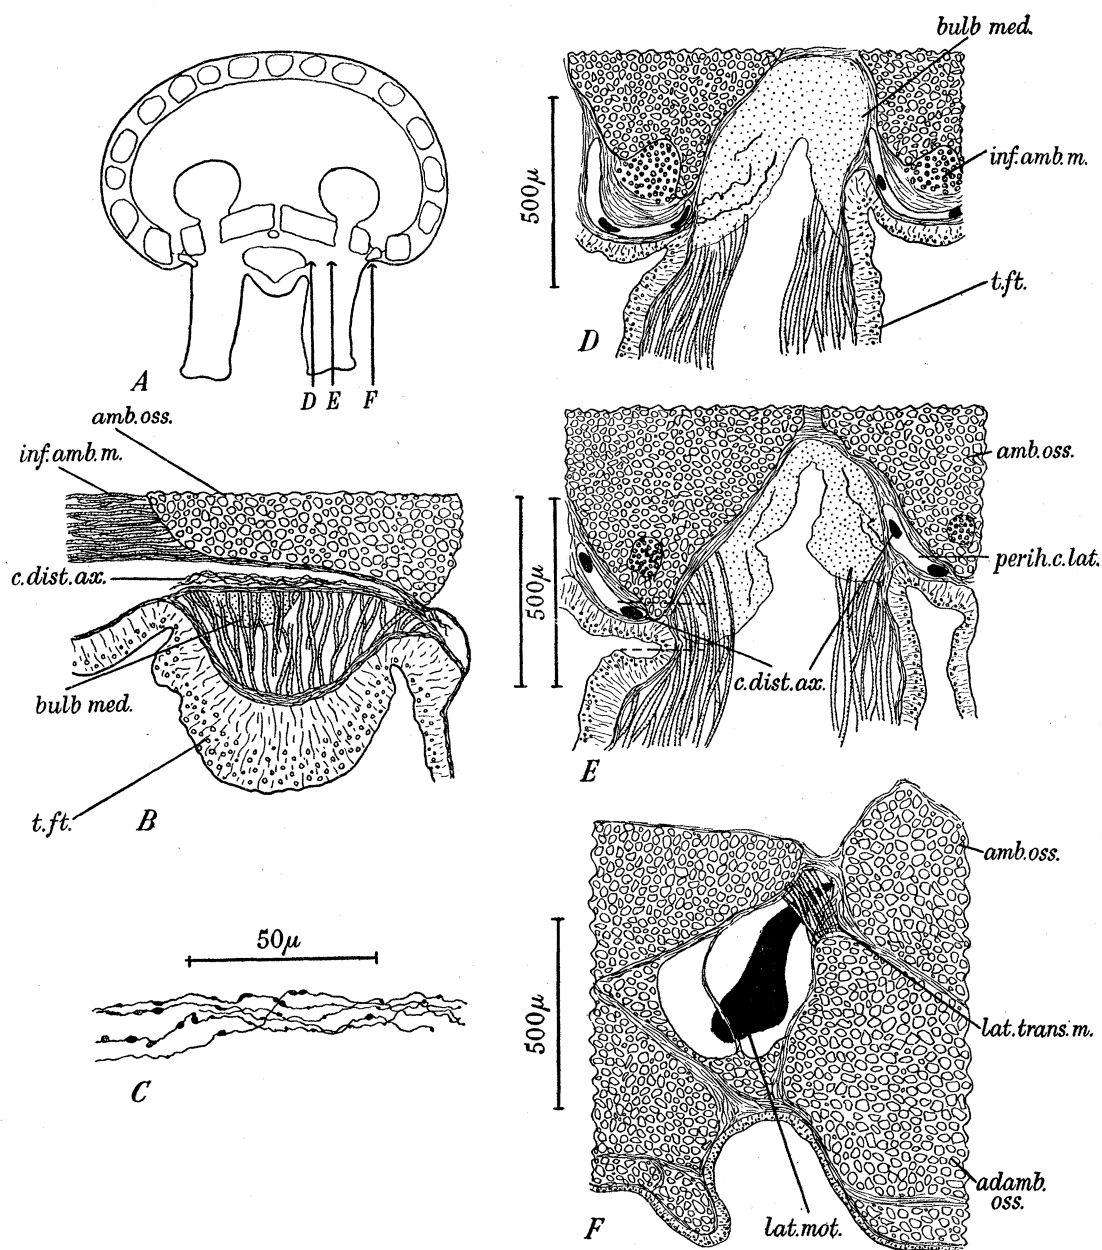 A
D E F
amb.oss.
inf.amb.m.
c.dist.ax.
bulb med.
t.ft.
B
50μ
C
bulb med.
inf.amb.m.
500μ
t.ft.
D
amb.oss.
500μ
perih.c.lat.
c.dist.ax.
E
amb.oss.
500μ
lat.trans.m.
adamb.
oss.
lat.mot.
F